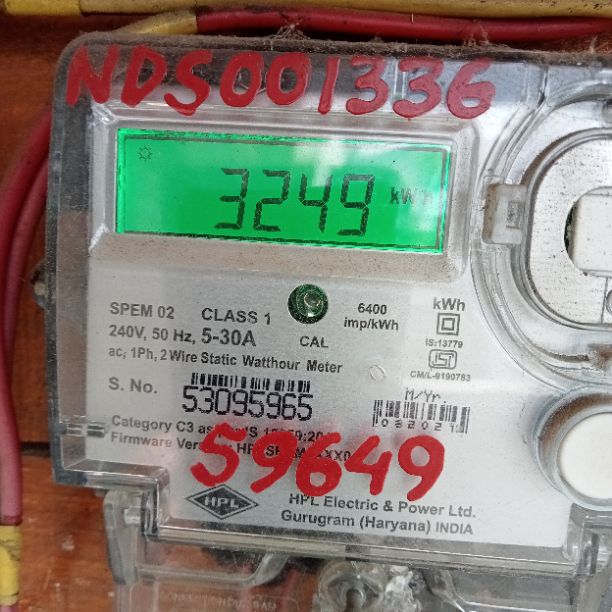 NDS001336
3249 kWh
SPEM 02 CLASS 1
240V, 50 Hz, 5-30A
ac, 1Ph, 2 Wire Static Watthour Meter
CAL
6400
imp/kWh
kWh
IS:13779
CM/L-9190783
S. No. 53095965
M/Yr.
082021
Category C3 as
Firmware
59649
HPL
HPL Electric & Power Ltd.
Gurugram (Haryana) INDIA